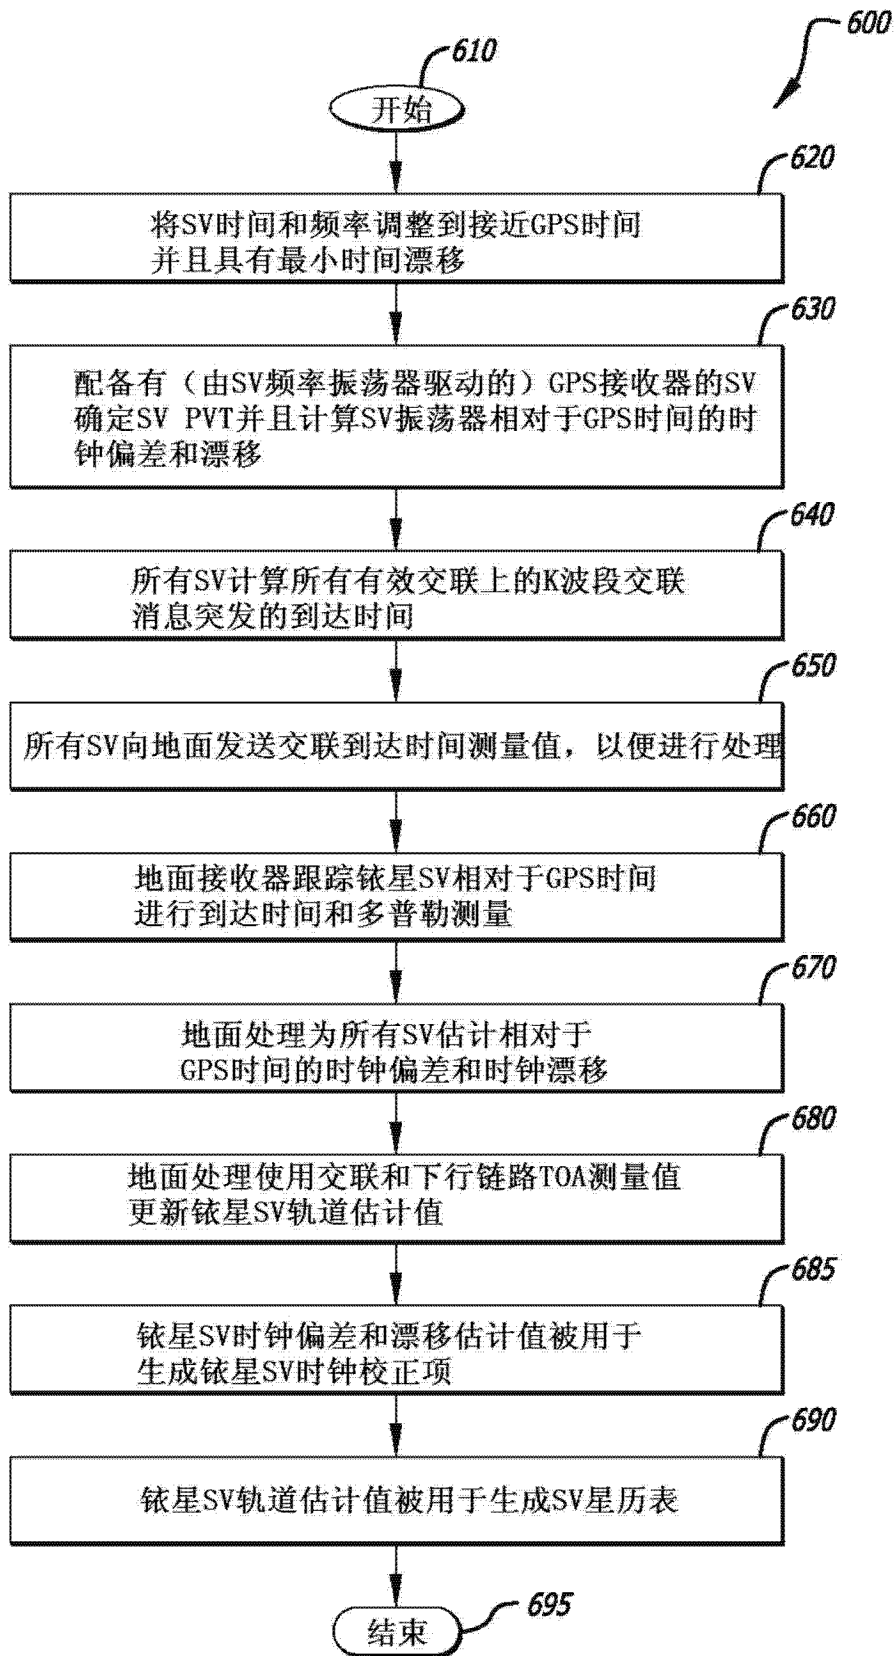 600
610
开始
620
将SV时间和频率调整到接近GPS时间
并且具有最小时间漂移
630
配备有（由SV频率振荡器驱动的）GPS接收器的SV
确定SV PVT并且计算SV振荡器相对于GPS时间的时
钟偏差和漂移
640
所有SV计算所有有效交联上的K波段交联
消息突发的到达时间
650
所有SV向地面发送交联到达时间测量值，以便进行处理
660
地面接收器跟踪铱星SV相对于GPS时间
进行到达时间和多普勒测量
670
地面处理为所有SV估计相对于
GPS时间的时钟偏差和时钟漂移
680
地面处理使用交联和下行链路TOA测量值
更新铱星SV轨道估计值
685
铱星SV时钟偏差和漂移估计值被用于
生成铱星SV时钟校正项
690
铱星SV轨道估计值被用于生成SV星历表
结束
695